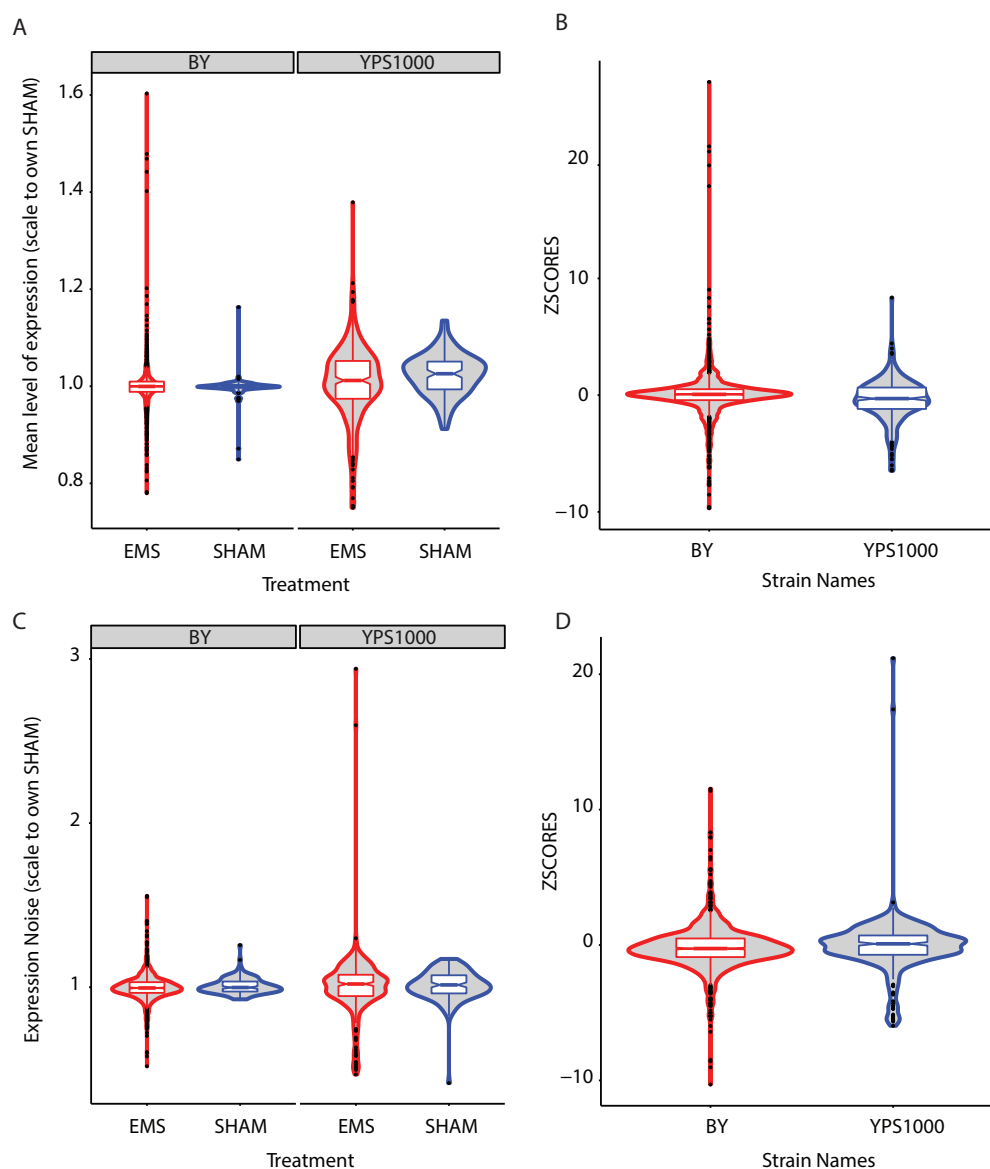 A
BY YPS1000
Mean level of expression (scale to own SHAM)
1.6
1.4
1.2
1.0
0.8
EMS SHAM EMS SHAM
Treatment
B
ZSCORES
20
10
0
−10
BY YPS1000
Strain Names
C
BY YPS1000
Expression Noise (scale to own SHAM)
3
2
1
EMS SHAM EMS SHAM
Treatment
D
ZSCORES
20
10
0
−10
BY YPS1000
Strain Names